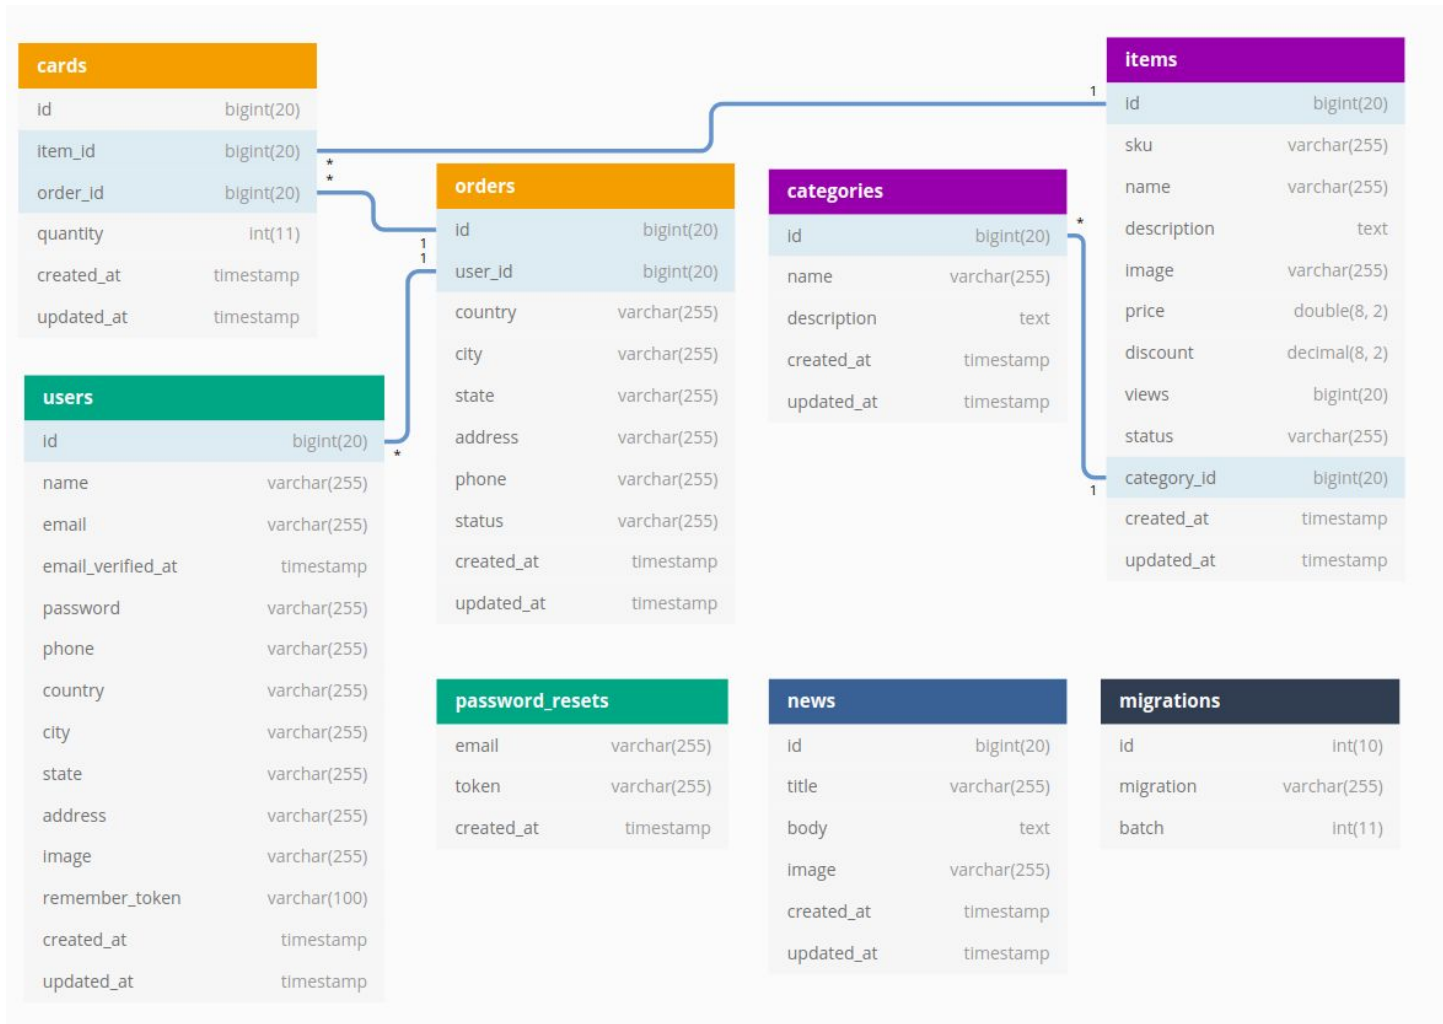 cards
id bigint(20)
item_id bigint(20)
*
*
order_id bigint(20)
quantity int(11)
created_at timestamp
updated_at timestamp
users
id bigint(20)
*
name varchar(255)
email varchar(255)
email_verified_at timestamp
password varchar(255)
phone varchar(255)
country varchar(255)
city varchar(255)
state varchar(255)
address varchar(255)
image varchar(255)
remember_token varchar(100)
created_at timestamp
updated_at timestamp
orders
id bigint(20)
1
1
user_id bigint(20)
country varchar(255)
city varchar(255)
state varchar(255)
address varchar(255)
phone varchar(255)
status varchar(255)
created_at timestamp
updated_at timestamp
categories
*
id bigint(20)
name varchar(255)
description text
created_at timestamp
updated_at timestamp
items
1
id bigint(20)
sku varchar(255)
name varchar(255)
description text
image varchar(255)
price double(8, 2)
discount decimal(8, 2)
views bigint(20)
status varchar(255)
category_id bigint(20)
1
created_at timestamp
updated_at timestamp
password_resets
email varchar(255)
token varchar(255)
created_at timestamp
news
id bigint(20)
title varchar(255)
body text
image varchar(255)
created_at timestamp
updated_at timestamp
migrations
id int(10)
migration varchar(255)
batch int(11)